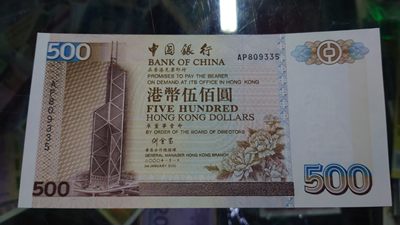 500
中國銀行
BANK OF CHINA
AP809335
PROMISES TO PAY THE BEARER
ON DEMAND AT ITS OFFICE IN HONG KONG
港幣伍佰圓
FIVE HUNDRED
HONG KONG DOLLARS
BY ORDER OF THE BOARD OF DIRECTORS
GENERAL MANAGER HONG KONG BRANCH
AP809335
500
500